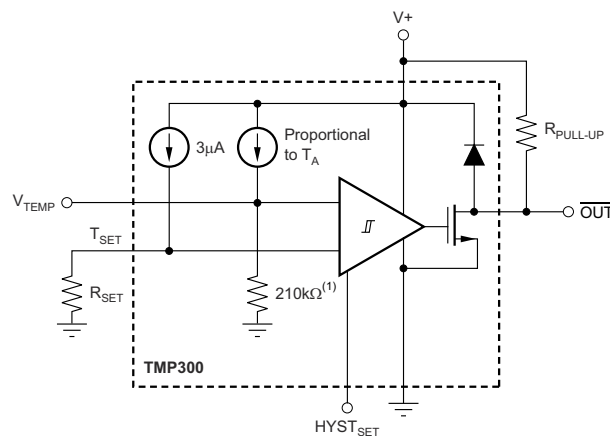 V+
3µA
Proportional
to T_A
R_PULL-UP
V_TEMP
OUT
T_SET
R_SET
210kΩ(1)
TMP300
HYST_SET